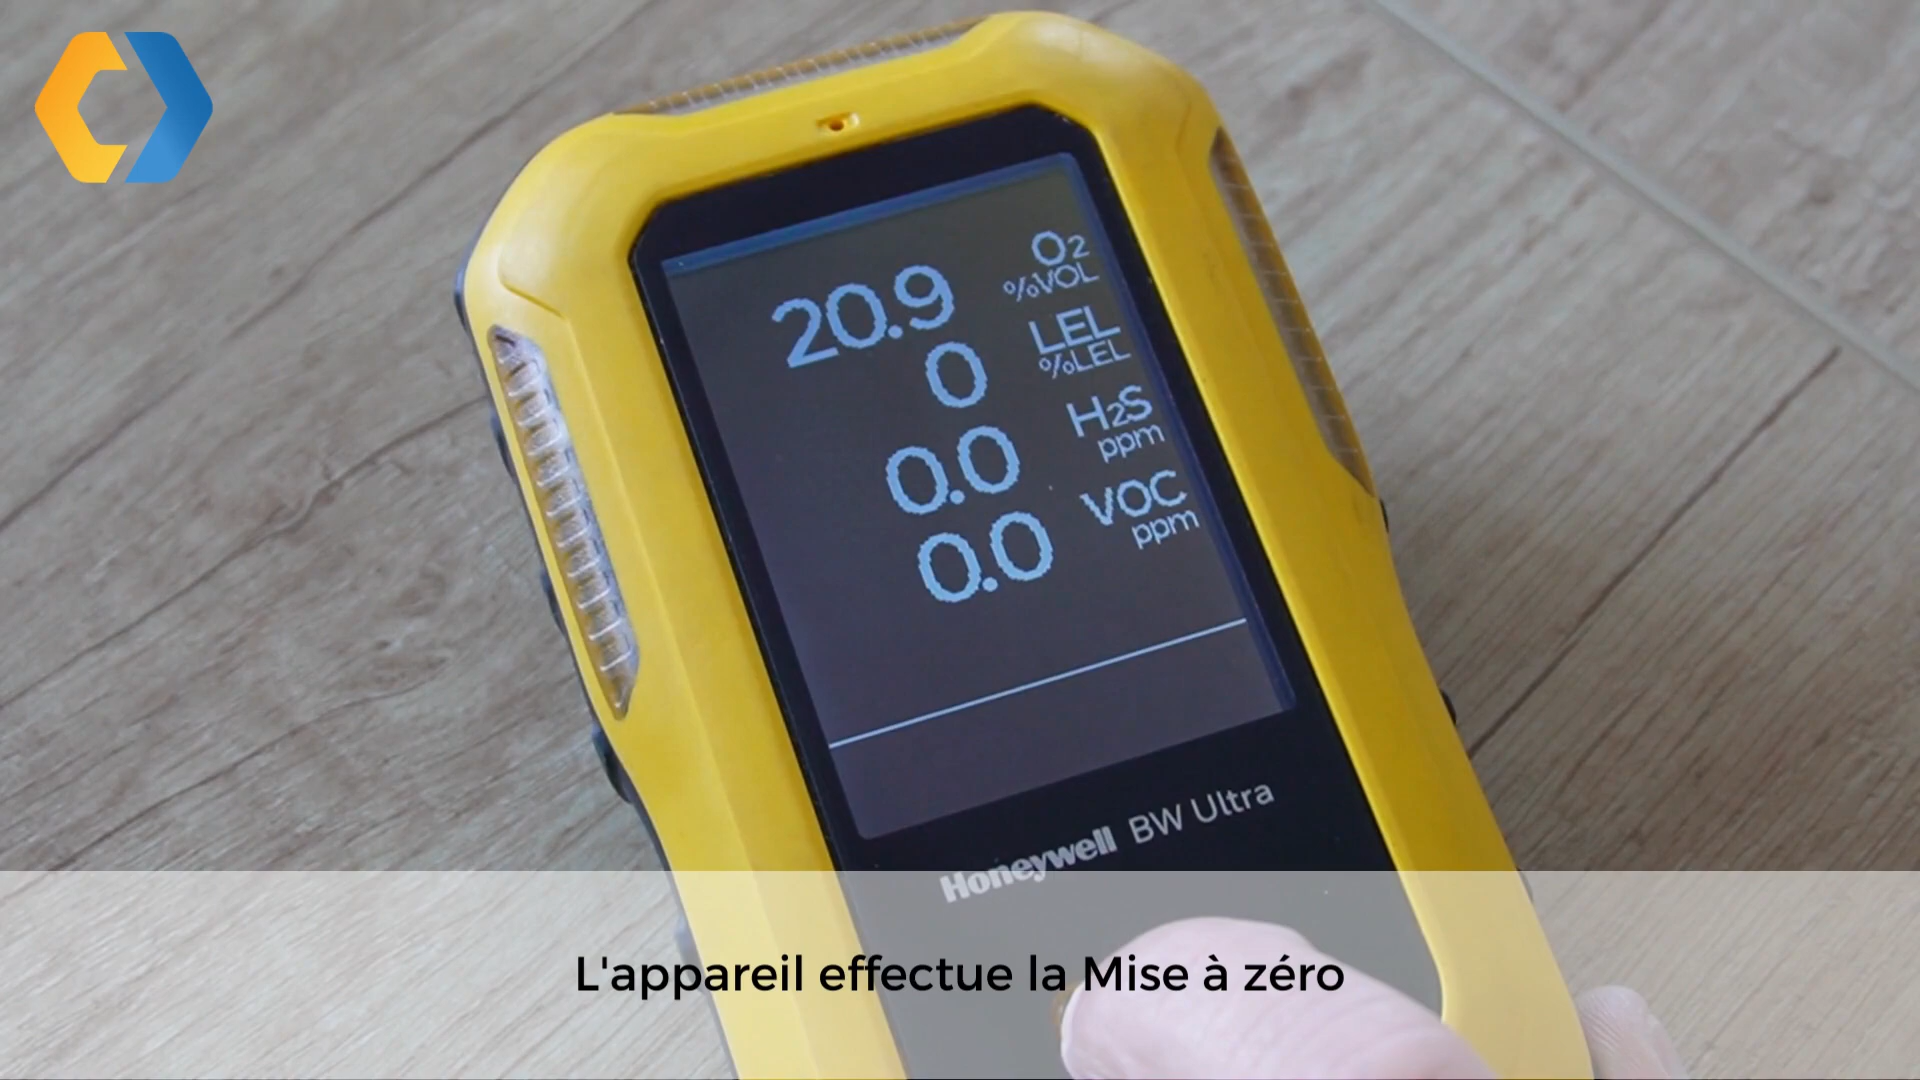 20.9 O2
%VOL
0 LEL
%LEL
0.0 H2S
ppm
0.0 VOC
ppm
Honeywell BW Ultra
L'appareil effectue la Mise à zéro